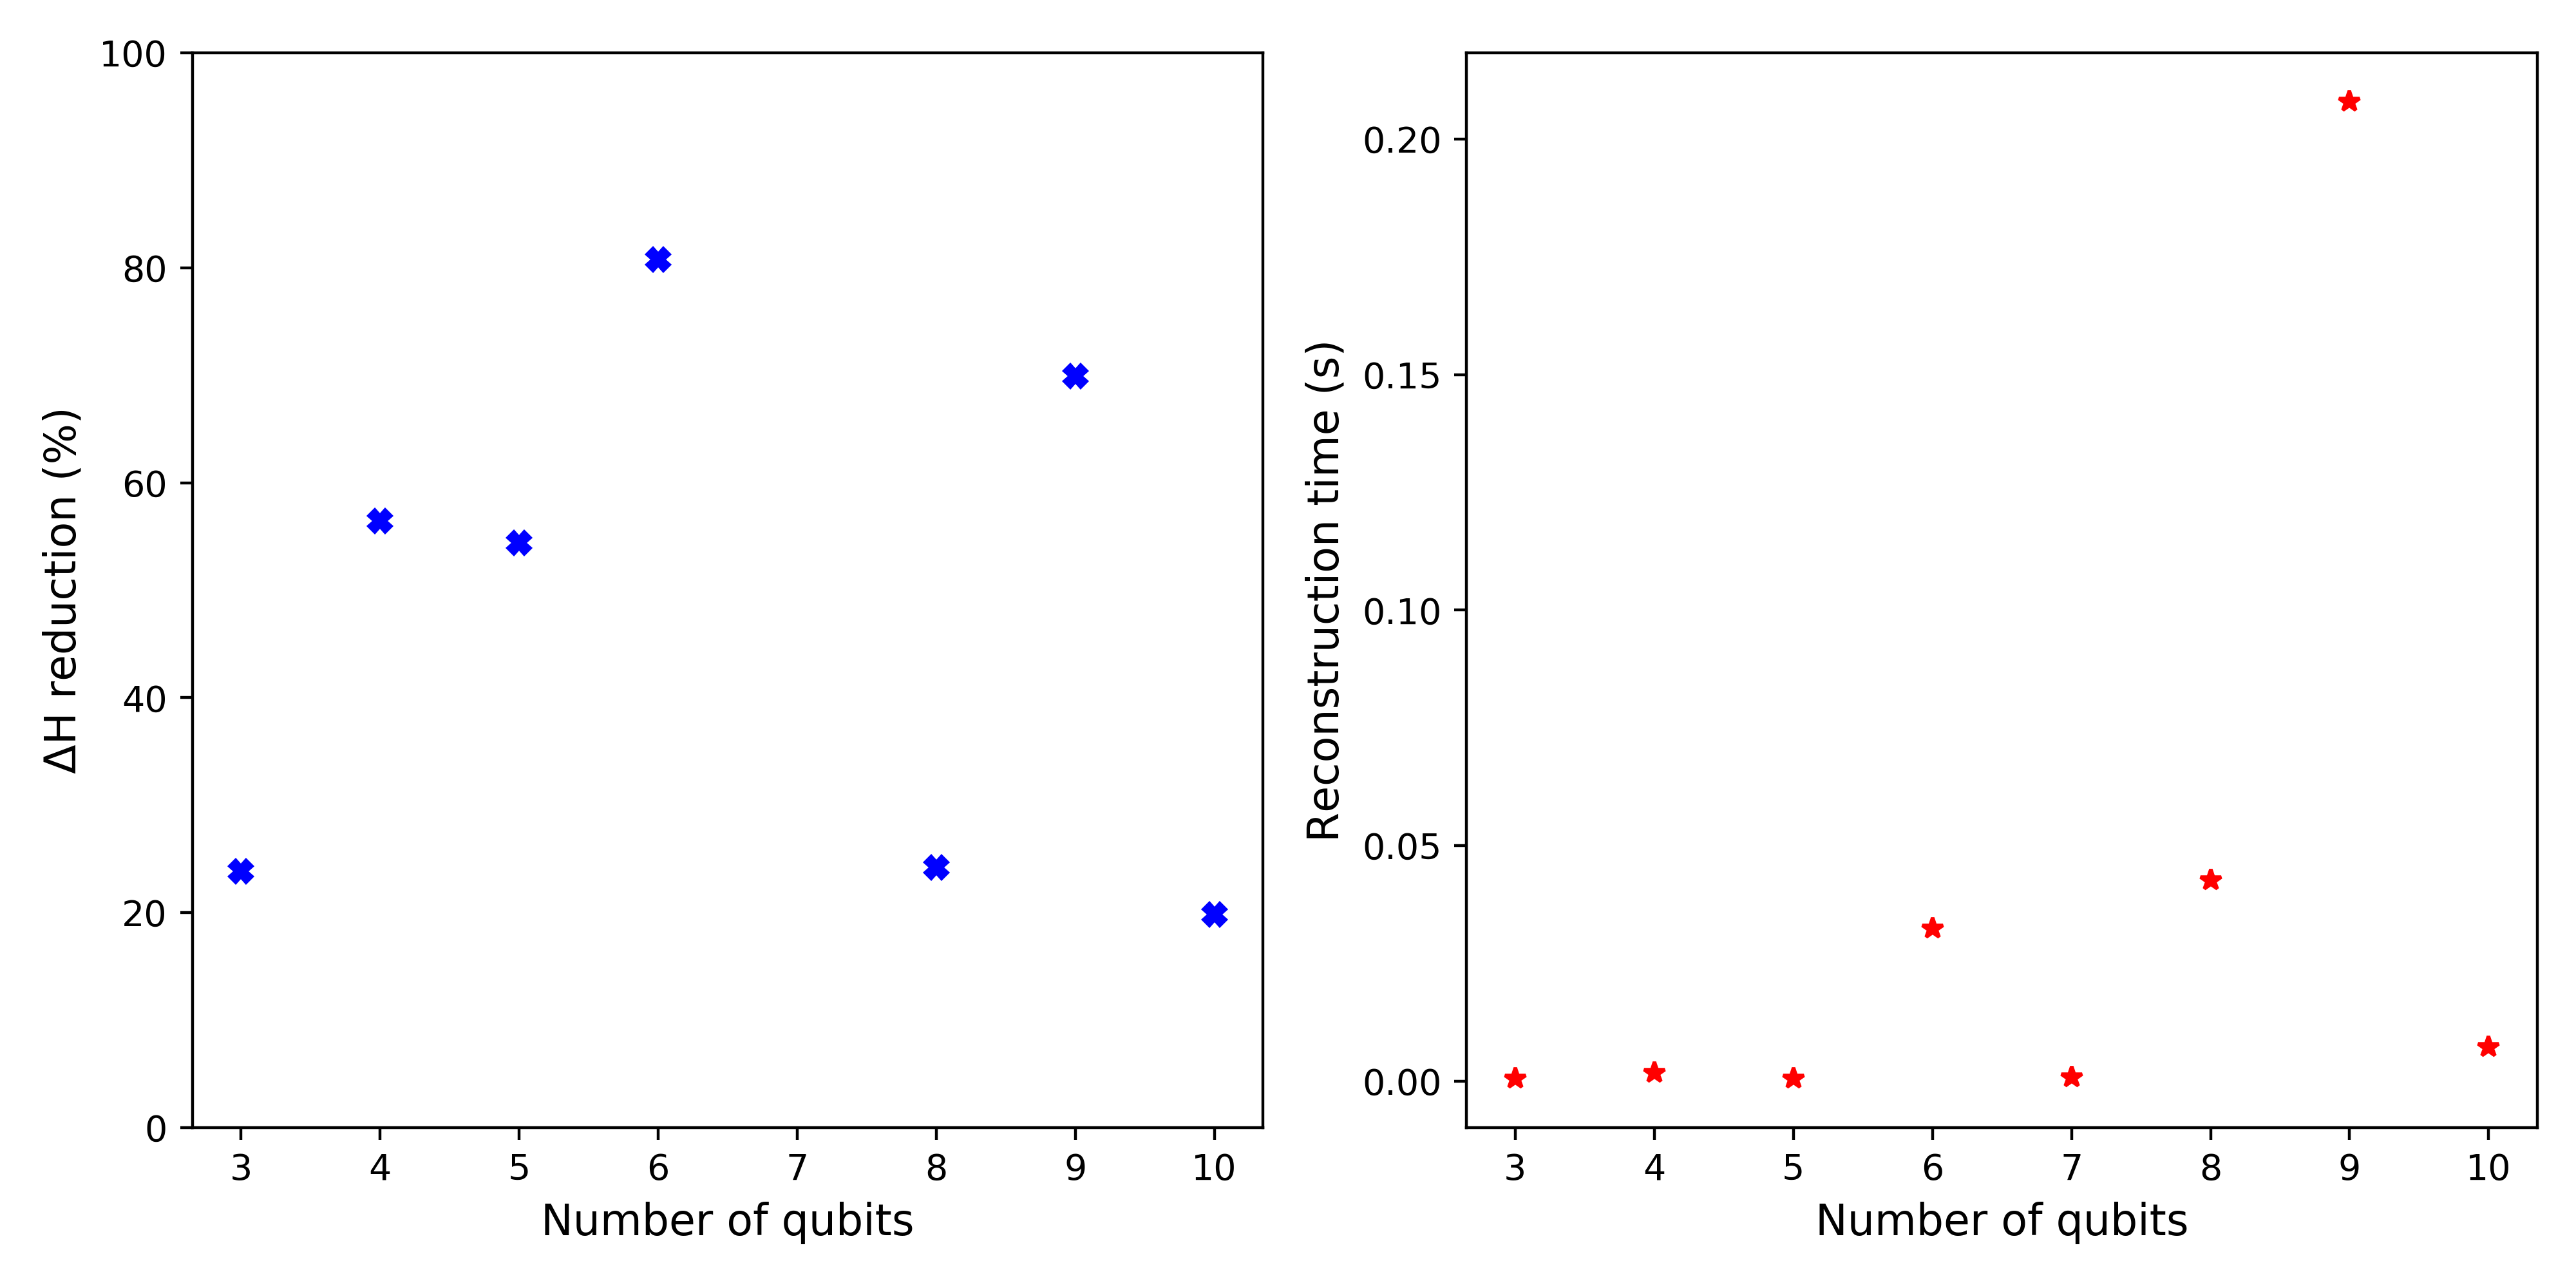 100
80
60
40
20
0
ΔH reduction (%)
3 4 5 6 7 8 9 10
Number of qubits
0.20
0.15
0.10
0.05
0.00
Reconstruction time (s)
3 4 5 6 7 8 9 10
Number of qubits